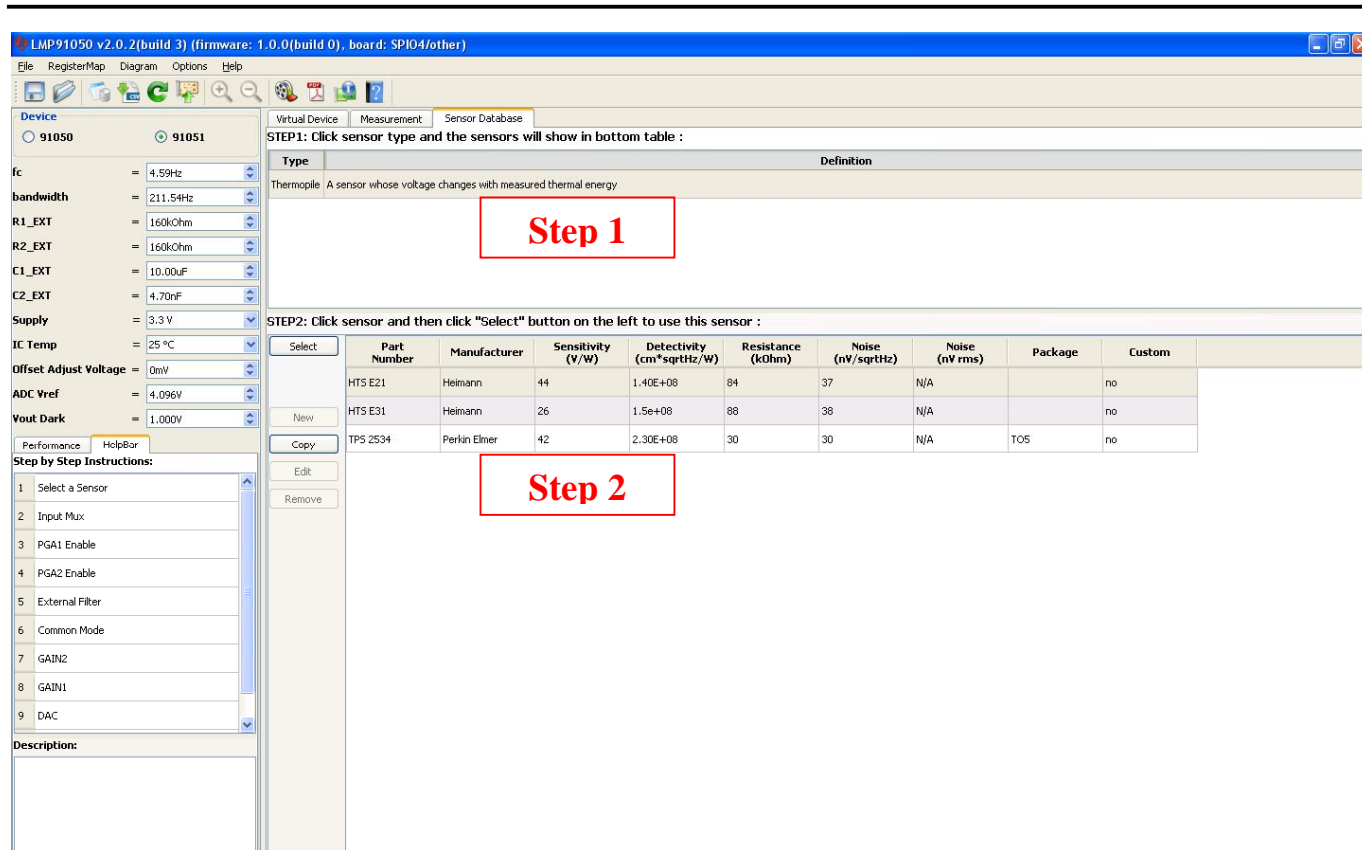 LMP91050 v2.0.2(build 3) (firmware: 1.0.0(build 0), board: SPIO4/other)
File RegisterMap Diagram Options Help
Device
91050 91051
fc = 4.59Hz
bandwidth = 211.54Hz
R1_EXT = 160kOhm
R2_EXT = 160kOhm
C1_EXT = 10.00uF
C2_EXT = 4.70nF
Supply = 3.3 V
IC Temp = 25 °C
Offset Adjust Voltage = 0mV
ADC Vref = 4.096V
Vout Dark = 1.000V
Performance HelpBar
Step by Step Instructions:
1 Select a Sensor
2 Input Mux
3 PGA1 Enable
4 PGA2 Enable
5 External Filter
6 Common Mode
7 GAIN2
8 GAIN1
9 DAC
Description:
Virtual Device Measurement Sensor Database
STEP1: Click sensor type and the sensors will show in bottom table :
Type Definition
Thermopile A sensor whose voltage changes with measured thermal energy
Step 1
STEP2: Click sensor and then click "Select" button on the left to use this sensor :
Select
New
Copy
Edit
Remove
Part Number Manufacturer Sensitivity (V/W) Detectivity (cm*sqrtHz/W) Resistance (kOhm) Noise (nV/sqrtHz) Noise (nV rms) Package Custom
HTS E21 Heimann 44 1.40E+08 84 37 N/A no
HTS E31 Heimann 26 1.5e+08 88 38 N/A no
TPS 2534 Perkin Elmer 42 2.30E+08 30 30 N/A TO5 no
Step 2